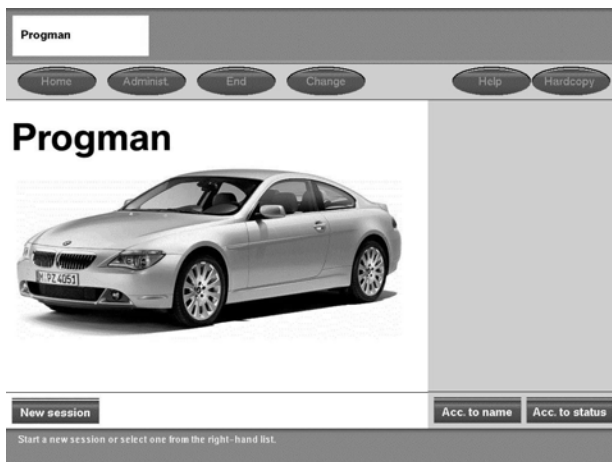 Progman
Home Administ. End Change Help Hardcopy
Progman
M·PZ 4051
New session Acc. to name Acc. to status
Start a new session or select one from the right-hand list.